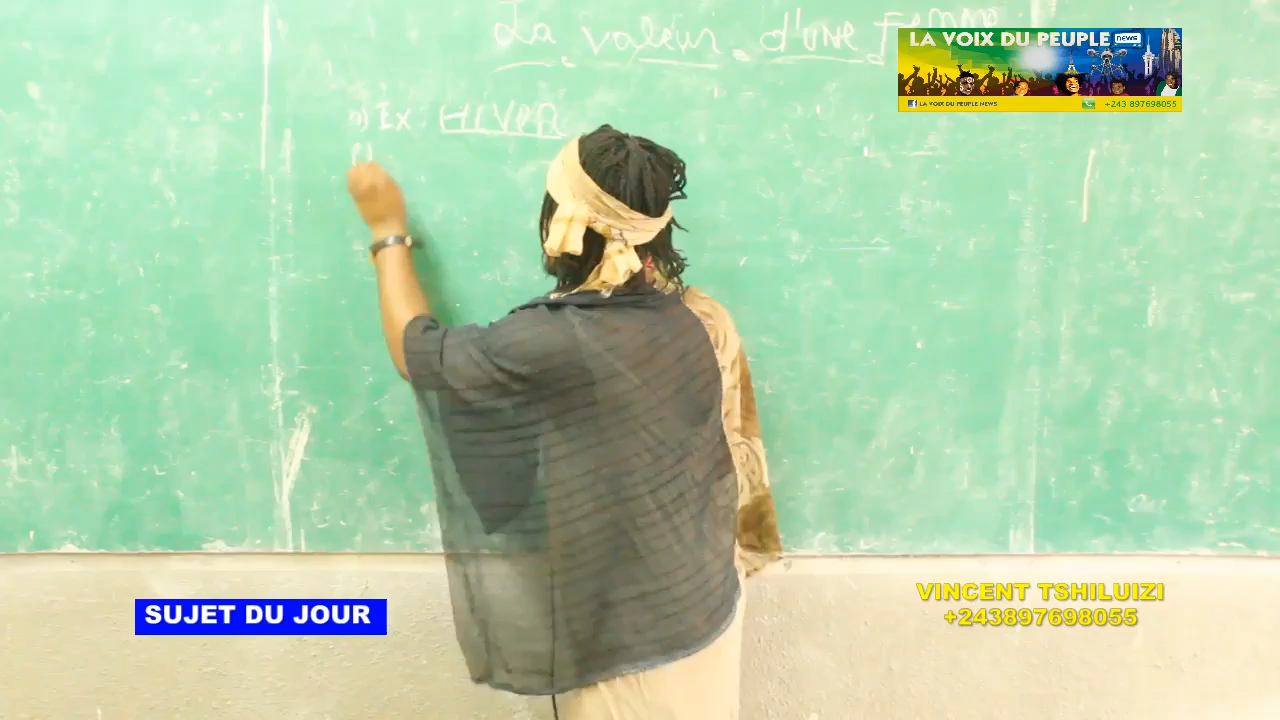 La valeur d'une Femme
LA VOIX DU PEUPLE news
LA VOIX DU PEUPLE NEWS
+243 897698055
Ex HIVER
SUJET DU JOUR
VINCENT TSHILUIZI
+243897698055